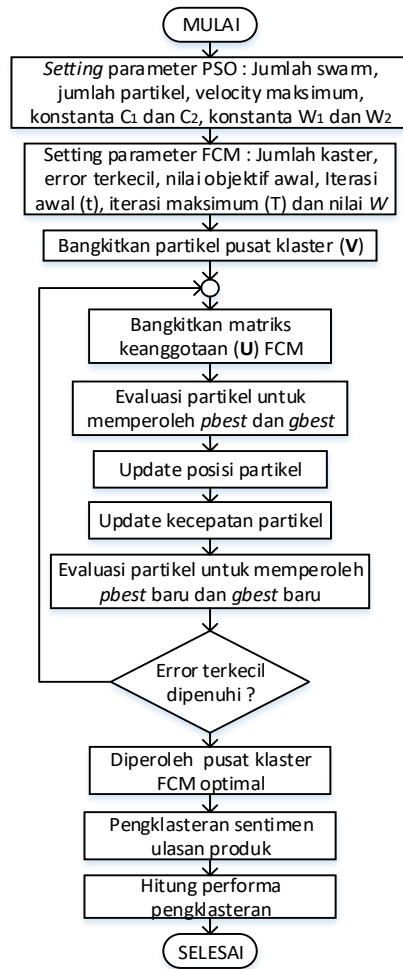 MULAI
Setting parameter PSO : Jumlah swarm,
jumlah partikel, velocity maksimum,
konstanta C1 dan C2, konstanta W1 dan W2
Setting parameter FCM : Jumlah kaster,
error terkecil, nilai objektif awal, Iterasi
awal (t), iterasi maksimum (T) dan nilai W
Bangkitkan partikel pusat klaster (V)
Bangkitkan matriks
keanggotaan (U) FCM
Evaluasi partikel untuk
memperoleh pbest dan gbest
Update posisi partikel
Update kecepatan partikel
Evaluasi partikel untuk memperoleh
pbest baru dan gbest baru
Error terkecil
dipenuhi ?
Diperoleh pusat klaster
FCM optimal
Pengklasteran sentimen
ulasan produk
Hitung performa
pengklasteran
SELESAI